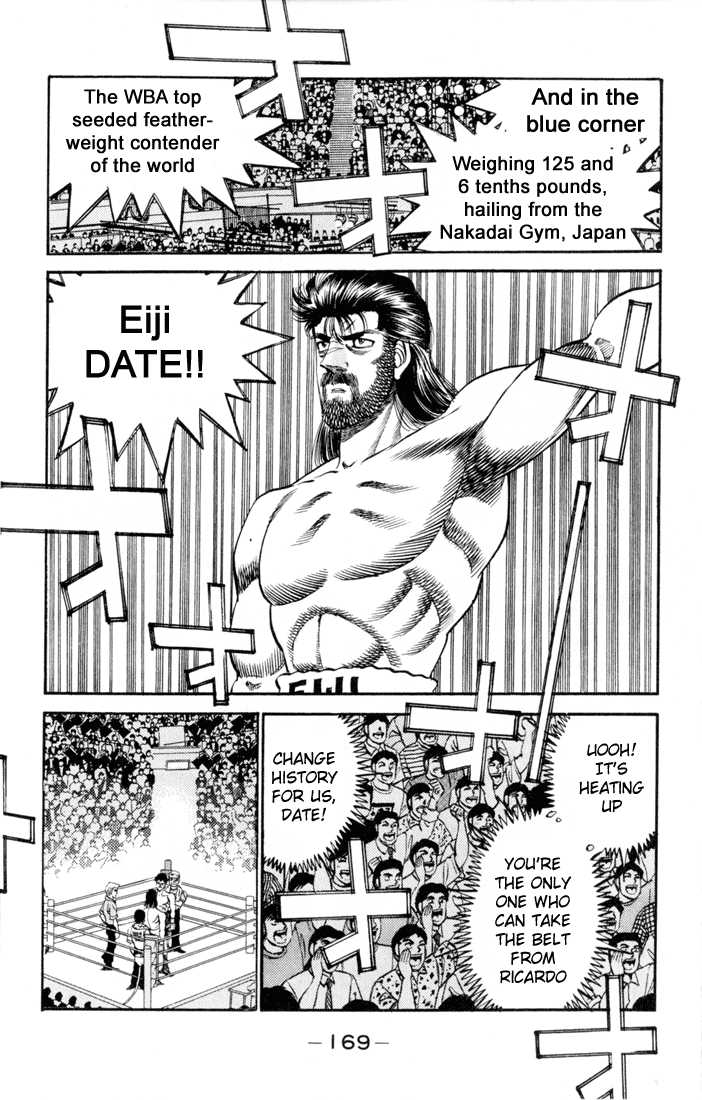 And in the
blue corner
Weighing 125 and
6 tenths pounds,
hailing from the
Nakadai Gym, Japan
The WBA top
seeded feather-
weight contender
of the world
Eiji
DATE!!
EIJI
UOOH!
IT'S
HEATING
UP
YOU'RE
THE ONLY
ONE WHO
CAN TAKE
THE BELT
FROM
RICARDO
CHANGE
HISTORY
FOR US,
DATE!
—169—